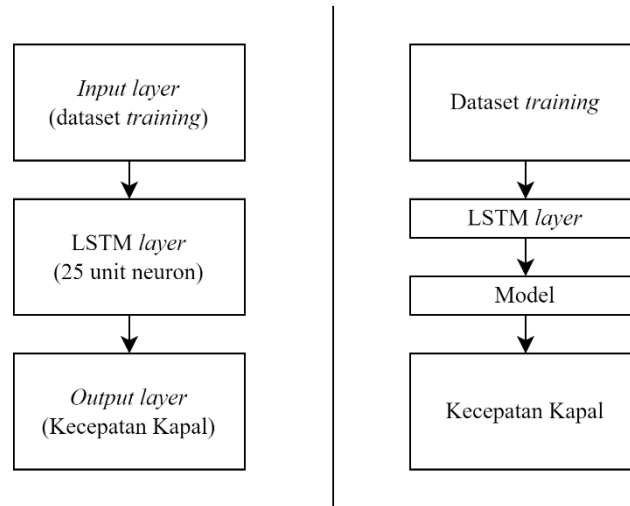 Input layer
(dataset training)
LSTM layer
(25 unit neuron)
Output layer
(Kecepatan Kapal)
Dataset training
LSTM layer
Model
Kecepatan Kapal